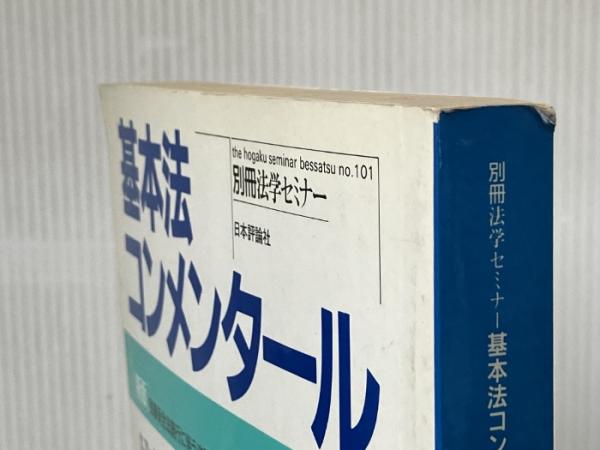 the hogaku seminar bessatsu no.101
別冊法学セミナー
日本評論社
基本法
コンメンタール
別冊法学セミナー 基本法コン